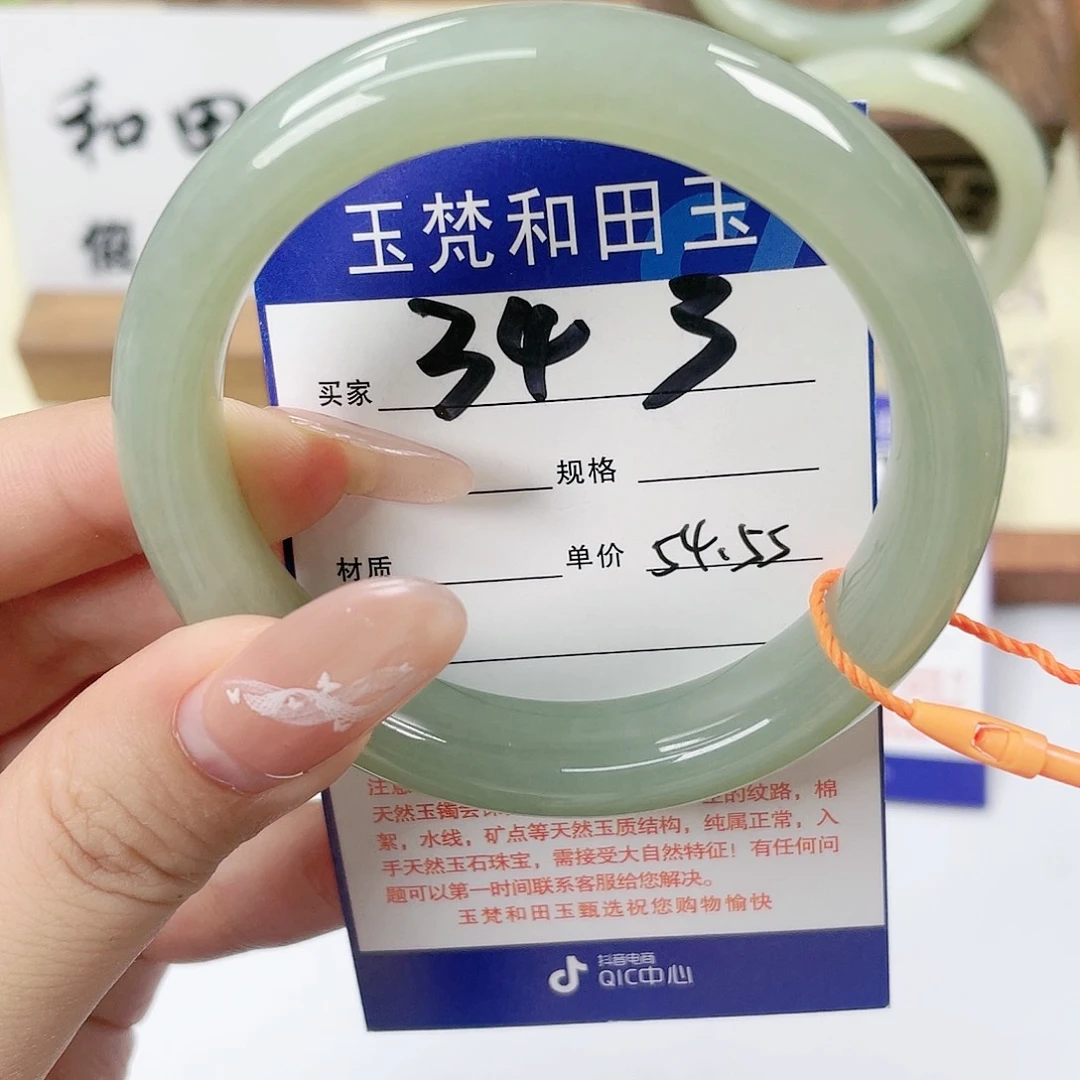 和田
玉梵和田玉
买家 34 3
规格
材质 单价 54.55
天然玉镯会 的纹路，棉
絮，水线，矿点等天然玉质结构，纯属正常，入
手天然玉石珠宝，需接受大自然特征！有任何问
题可以第一时间联系客服给您解决。
玉梵和田玉甄选祝您购物愉快
抖音电商
QIC中心